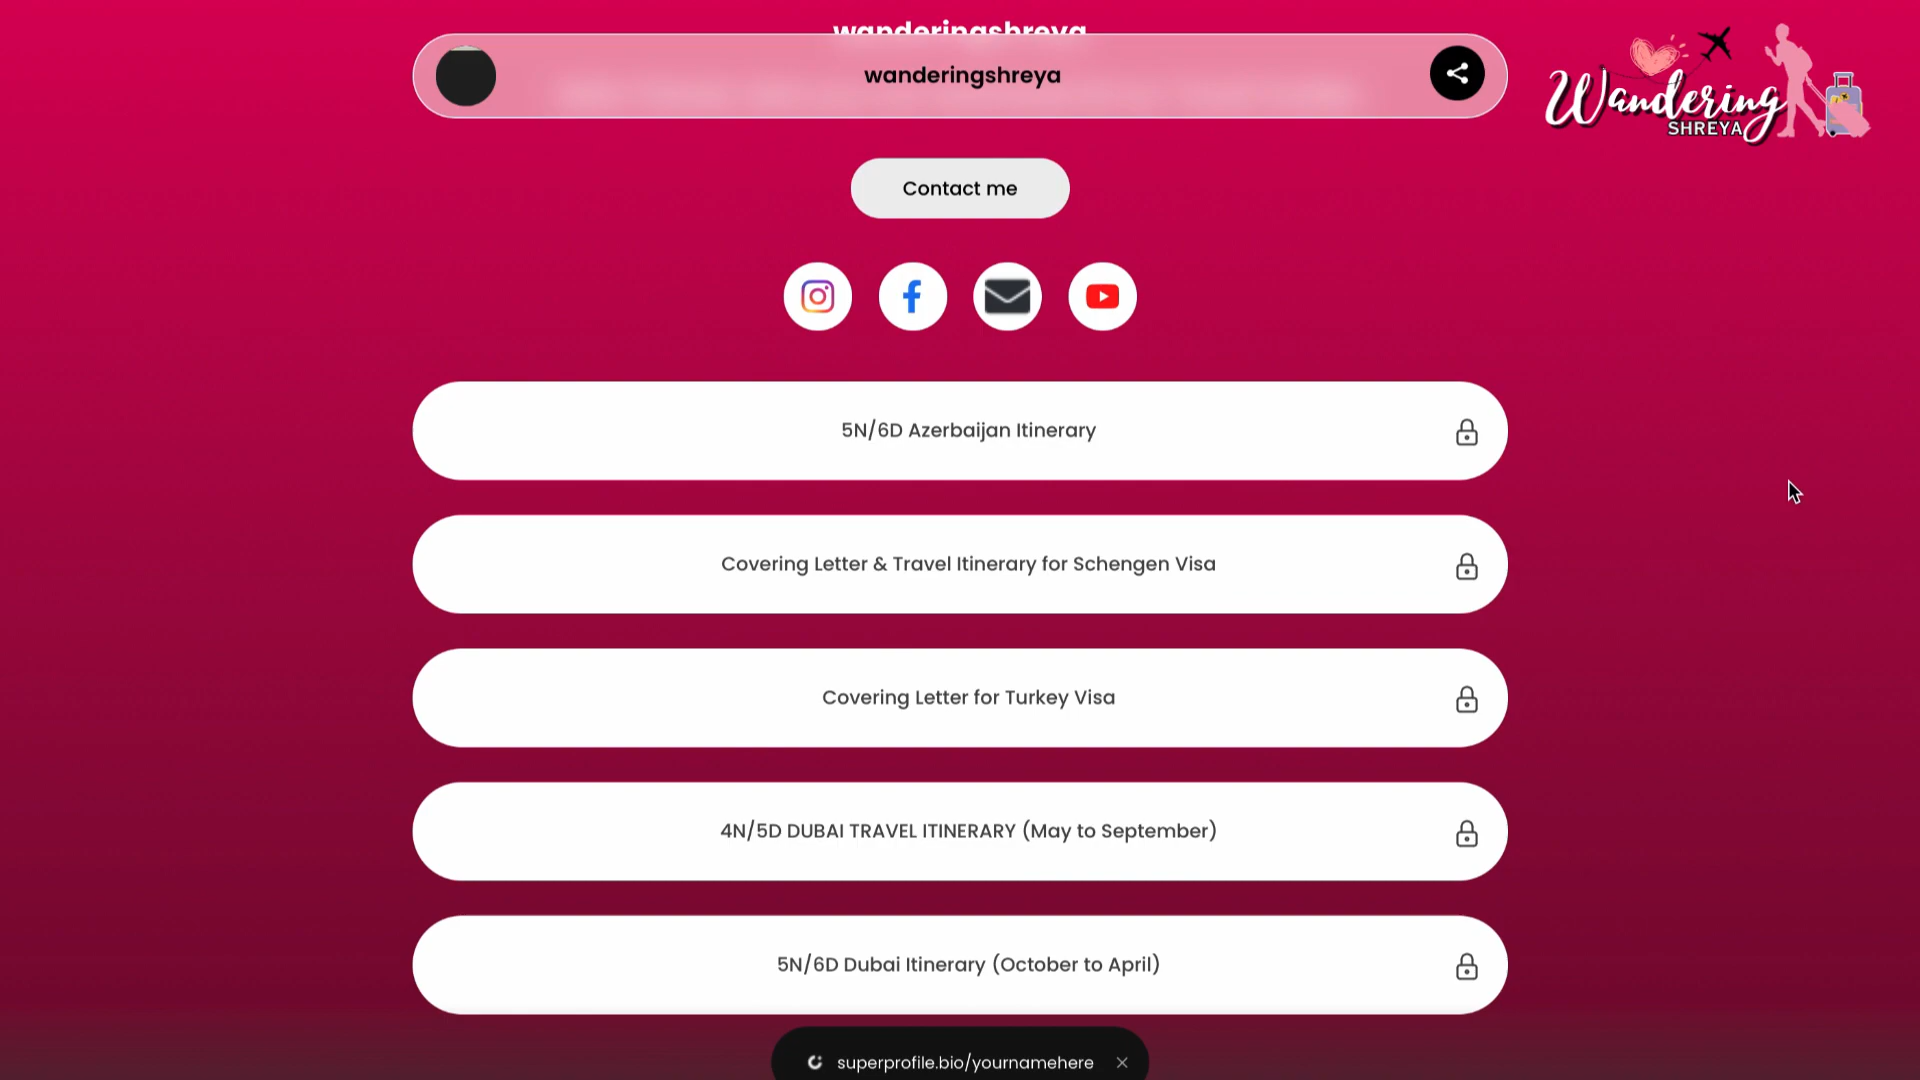 wanderingshreya
wanderingshreya
Wandering
SHREYA
Contact me
5N/6D Azerbaijan Itinerary
Covering Letter & Travel Itinerary for Schengen Visa
Covering Letter for Turkey Visa
4N/5D DUBAI TRAVEL ITINERARY (May to September)
5N/6D Dubai Itinerary (October to April)
superprofile.bio/yournamehere